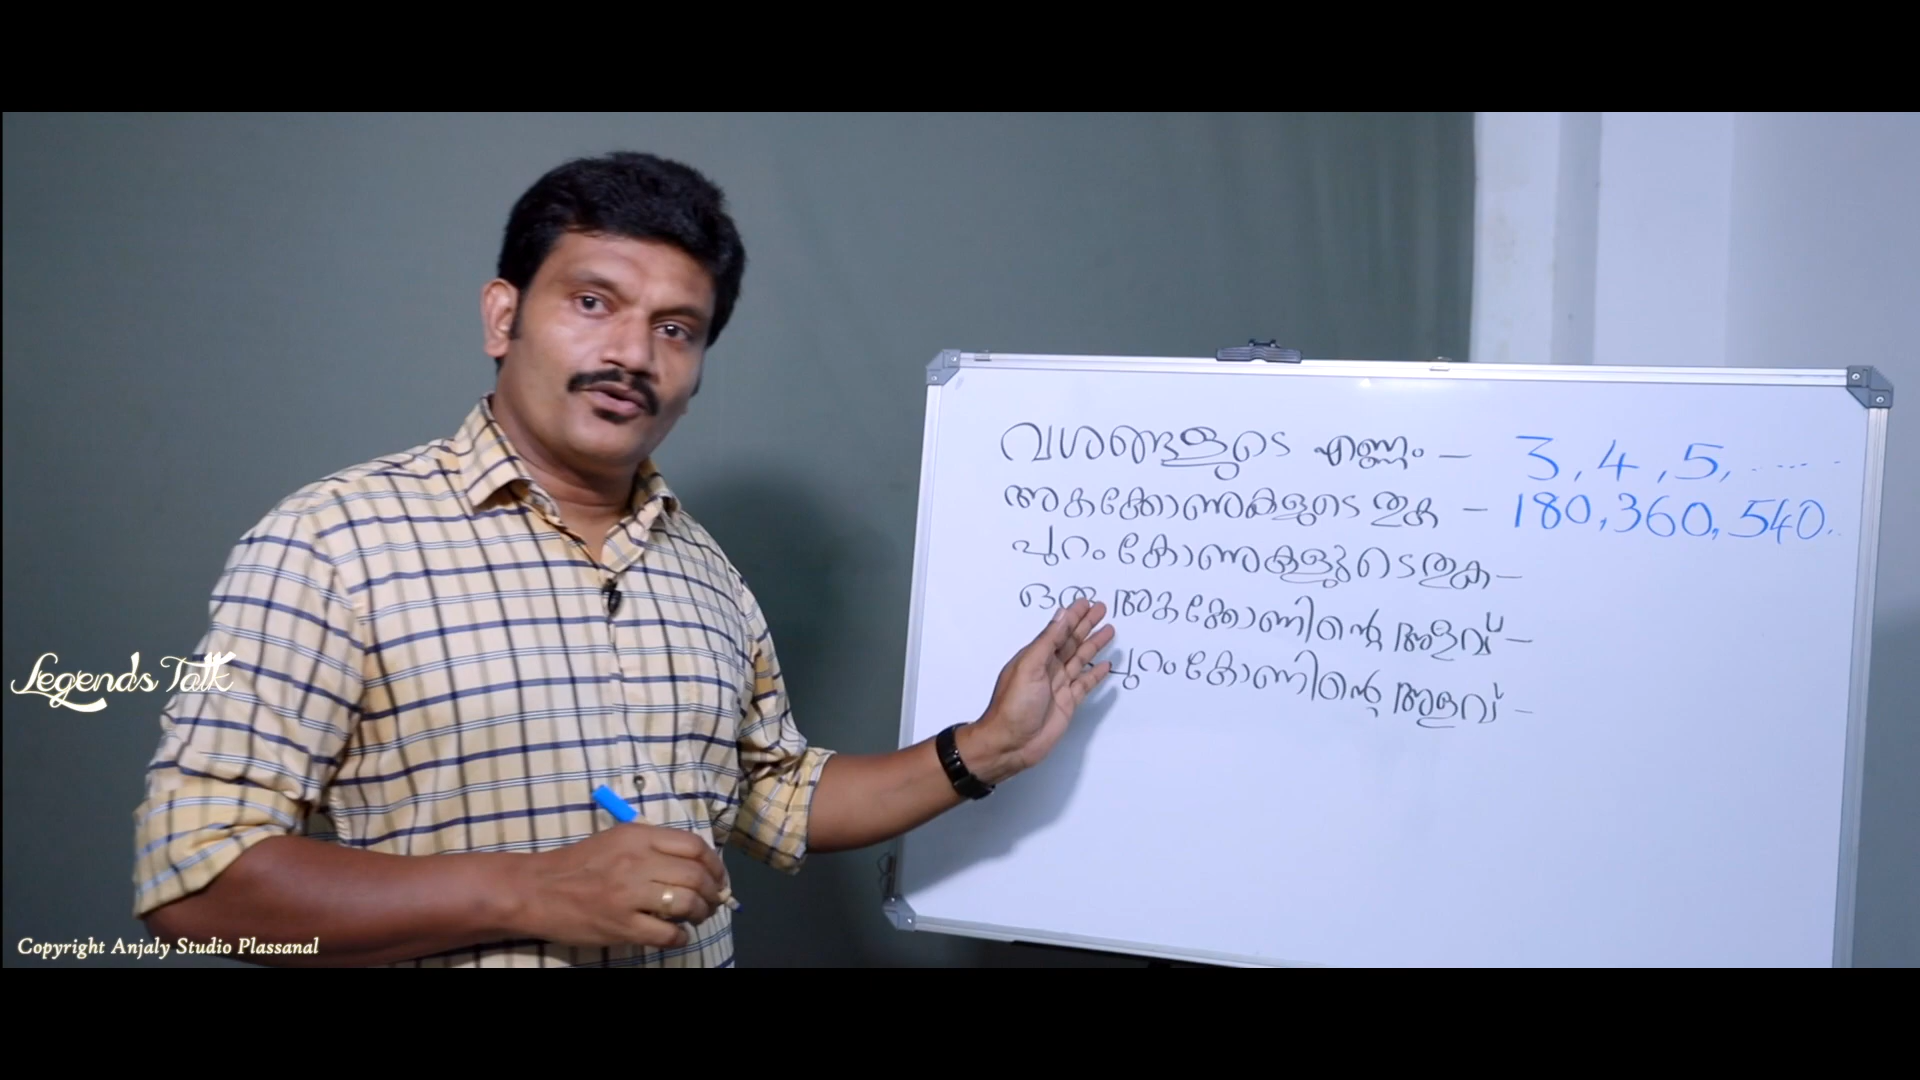 വശങ്ങളുടെ എണ്ണം – 3, 4, 5, ......
അകക്കോണുകളുടെ തുക – 180, 360, 540..
പുറം കോണുകളുടെ തുക –
ഒരു അകക്കോണിന്റെ അളവ് –
പുറംകോണിന്റെ അളവ് –
Legends Talk
Copyright Anjaly Studio Plassanal